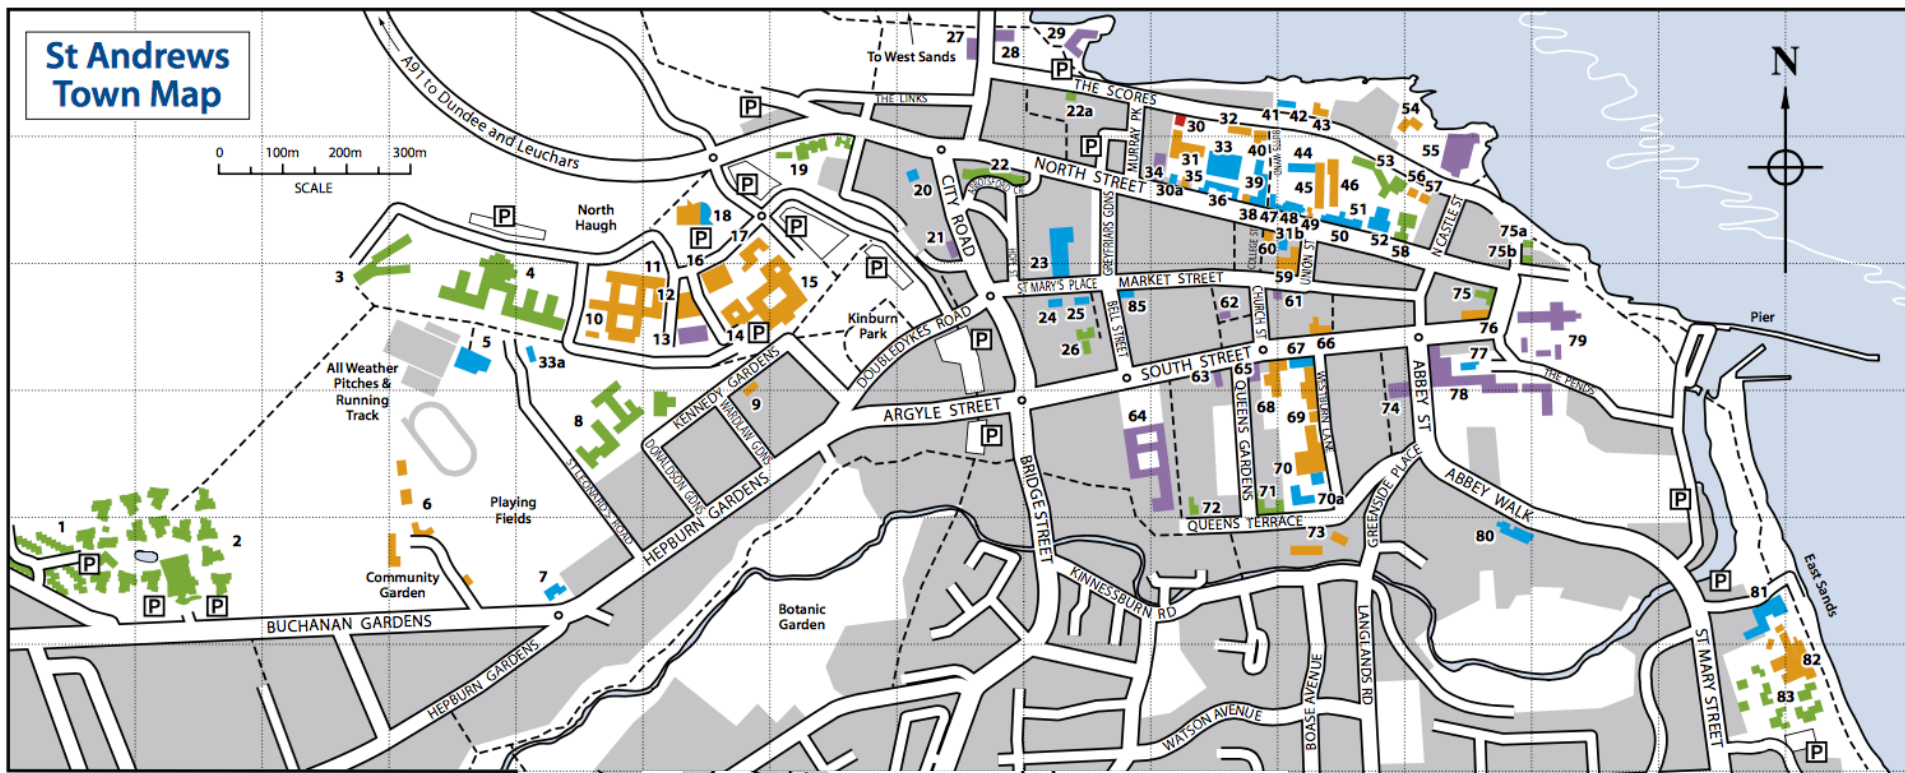 St Andrews
Town Map
0 100m 200m 300m
SCALE
A91 to Dundee and Leuchars
To West Sands
27
28
29
P
THE SCORES
THE LINKS
P
22a
MURRAY PK
P
30
31
32
33
34
35
30a
36
38
39
40
41
42
43
BUTTS WYND
44
45
46
47
48
49
31b
50
51
52
53
54
55
56
57
58
N CASTLE ST
75a
75b
N
19
P
20
CITY ROAD
22
ABBOTSFORD CR
NORTH STREET
21
HOPE ST
23
GREYFRIARS GDNS
COLLEGE ST
60
59
UNION ST
North
Haugh
P
18
P
17
P
P
16
15
11
12
10
13
14
P
3
4
5
33a
All Weather
Pitches &
Running
Track
Kinburn
Park
DOUBLEDYKES ROAD
P
ST MARY'S PLACE
MARKET STREET
24
25
26
85
BELL STREET
62
CHURCH ST
61
66
75
76
79
Pier
SOUTH STREET
63
65
67
77
78
THE PENDS
74
ABBEY ST
64
QUEENS GARDENS
68
69
WESTBURN LANE
70
70a
71
72
QUEENS TERRACE
73
GREENSIDE PLACE
ABBEY WALK
80
P
P
East Sands
81
82
83
P
ST MARY STREET
8
9
KENNEDY GARDENS
WARDLAW GDNS
DONALDSON GDNS
ST LEONARD'S ROAD
ARGYLE STREET
P
BRIDGE STREET
HEPBURN GARDENS
6
Playing
Fields
Community
Garden
7
1
2
P
P
P
BUCHANAN GARDENS
HEPBURN GARDENS
Botanic
Garden
KINNESSBURN RD
WATSON AVENUE
BOASE AVENUE
LANGLANDS RD